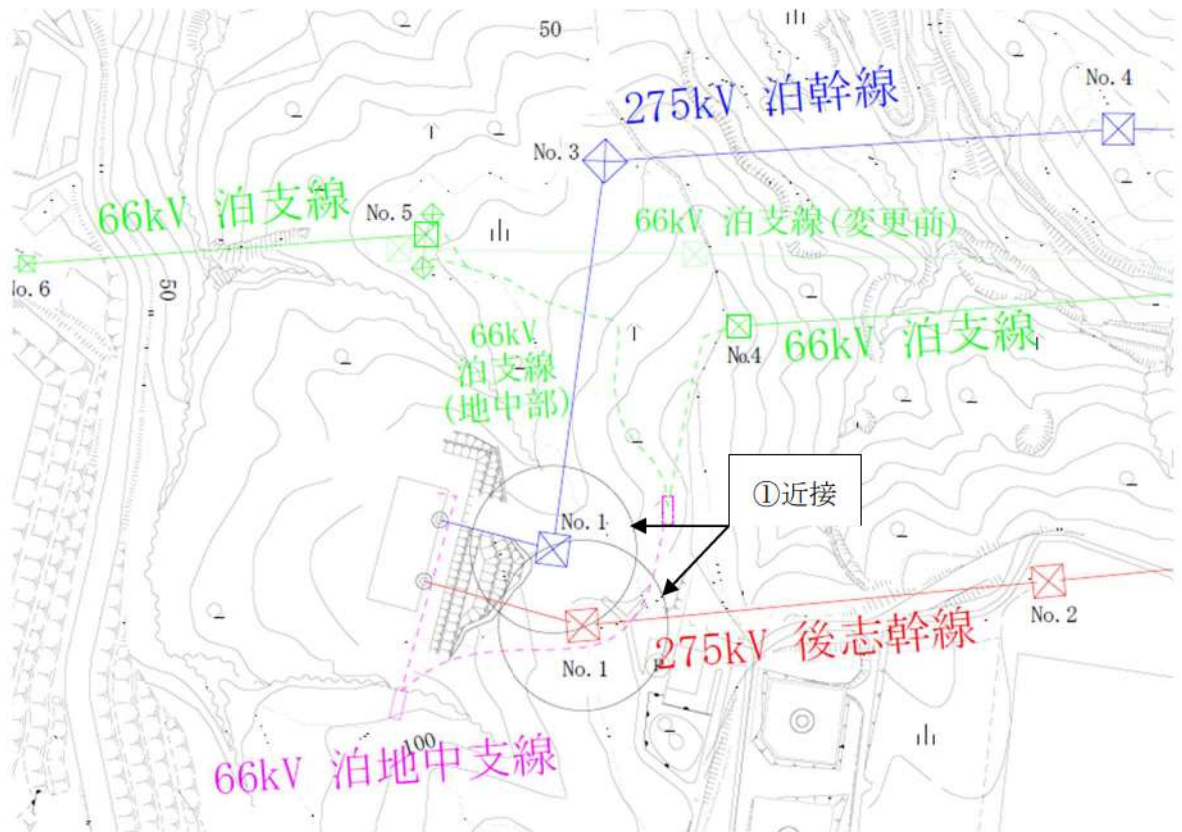 50
No. 4
275kV 泊幹線
No. 3
66kV 泊支線
No. 5
66kV 泊支線(変更前)
No. 6
50
66kV
泊支線
(地中部)
No.4
66kV 泊支線
①近接
No. 1
No. 2
275kV 後志幹線
No. 1
100
66kV 泊地中支線